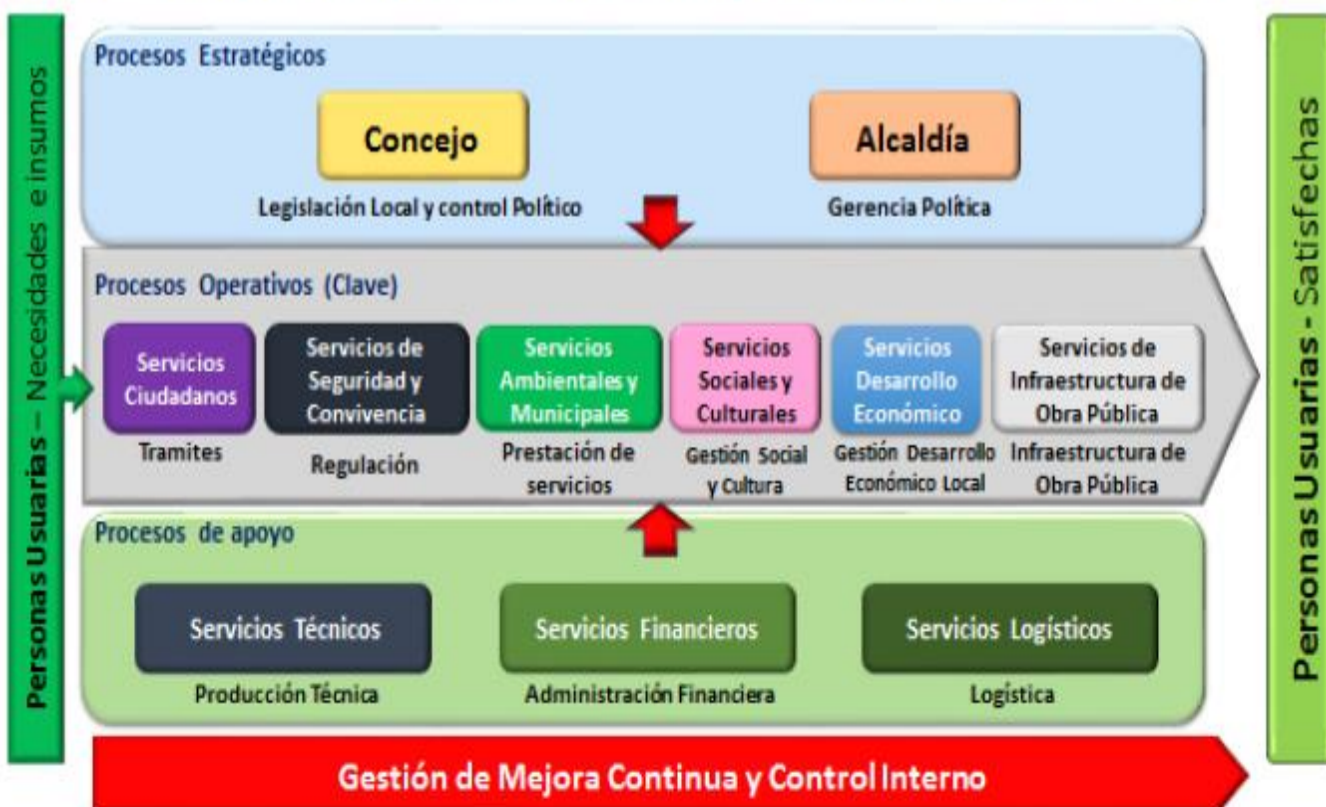 Personas Usuarias – Necesidades e insumos
Procesos Estratégicos
Concejo
Legislación Local y control Político
Alcaldía
Gerencia Política
Procesos Operativos (Clave)
Servicios
Ciudadanos
Tramites
Servicios de
Seguridad y
Convivencia
Regulación
Servicios
Ambientales y
Municipales
Prestación de
servicios
Servicios
Sociales y
Culturales
Gestión Social
y Cultura
Servicios
Desarrollo
Económico
Gestión Desarrollo
Económico Local
Servicios de
Infraestructura de
Obra Pública
Infraestructura de
Obra Pública
Procesos de apoyo
Servicios Técnicos
Producción Técnica
Servicios Financieros
Administración Financiera
Servicios Logísticos
Logística
Gestión de Mejora Continua y Control Interno
Personas Usuarias - Satisfechas